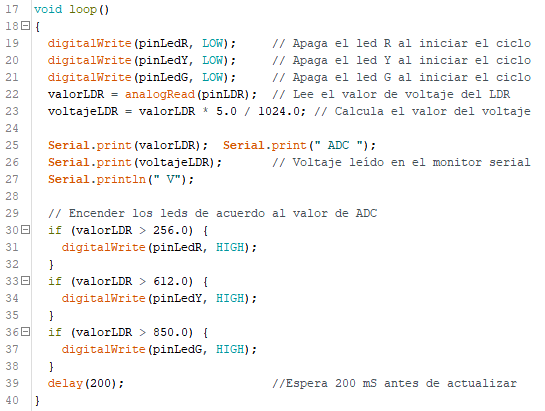 17 void loop()
18 {
19   digitalWrite(pinLedR, LOW);     // Apaga el led R al iniciar el ciclo
20   digitalWrite(pinLedY, LOW);     // Apaga el led Y al iniciar el ciclo
21   digitalWrite(pinLedG, LOW);     // Apaga el led G al iniciar el ciclo
22   valorLDR = analogRead(pinLDR);  // Lee el valor de voltaje del LDR
23   voltajeLDR = valorLDR * 5.0 / 1024.0; // Calcula el valor del voltaje
24
25   Serial.print(valorLDR);  Serial.print(" ADC ");
26   Serial.print(voltajeLDR);       // Voltaje leído en el monitor serial
27   Serial.println(" V");
28
29   // Encender los leds de acuerdo al valor de ADC
30   if (valorLDR > 256.0) {
31     digitalWrite(pinLedR, HIGH);
32   }
33   if (valorLDR > 612.0) {
34     digitalWrite(pinLedY, HIGH);
35   }
36   if (valorLDR > 850.0) {
37     digitalWrite(pinLedG, HIGH);
38   }
39   delay(200);                     //Espera 200 mS antes de actualizar
40 }